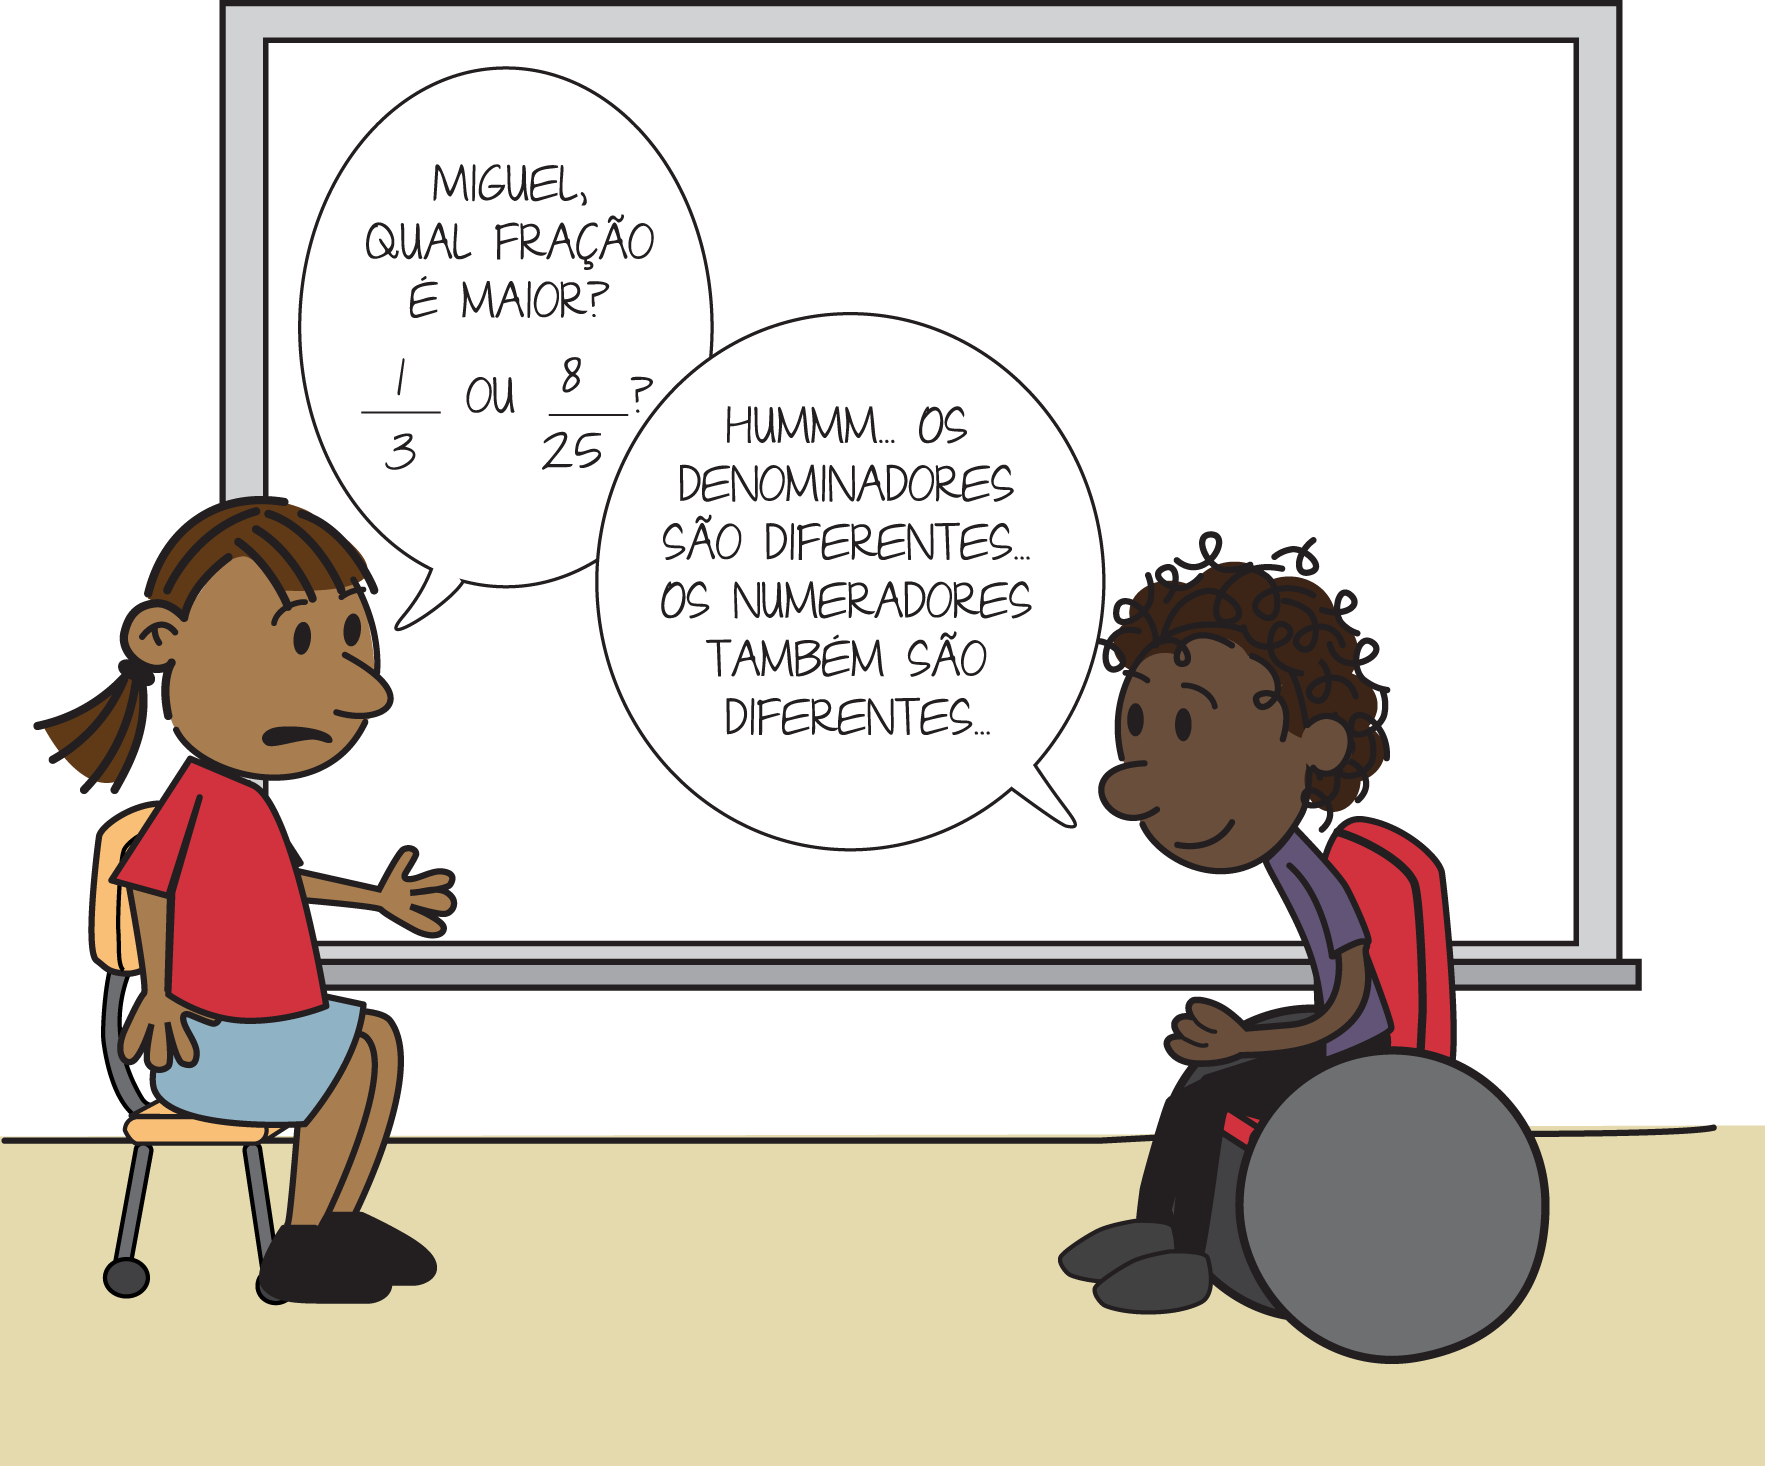 MIGUEL,
QUAL FRAÇÃO
É MAIOR?
1/3 OU 8/25?
HUMMM... OS
DENOMINADORES
SÃO DIFERENTES...
OS NUMERADORES
TAMBÉM SÃO
DIFERENTES...